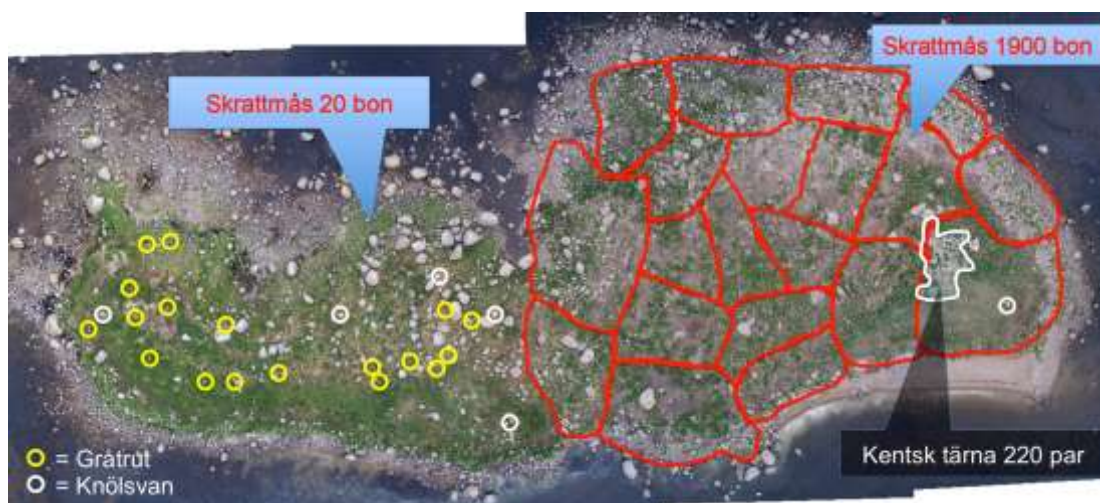 Skrattmås 1900 bon
Skrattmås 20 bon
= Gråtrut
= Knölsvan
Kentsk tärna 220 par